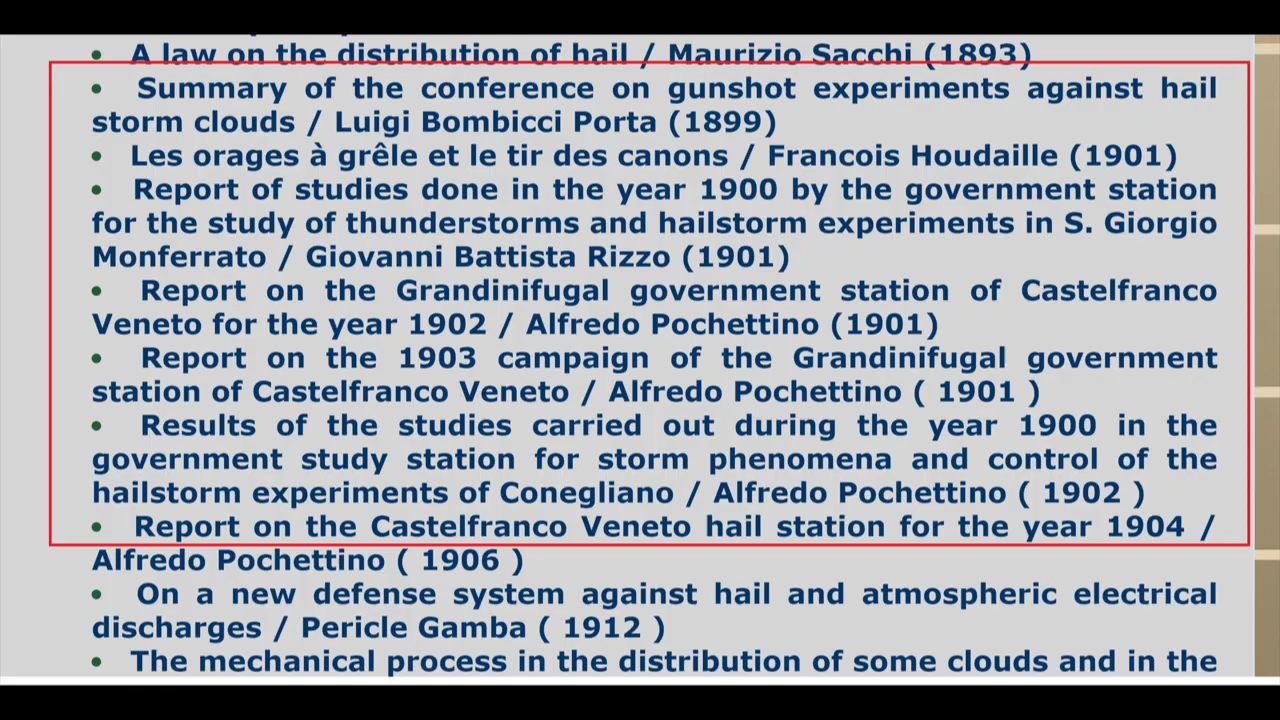 • A law on the distribution of hail / Maurizio Sacchi (1893)
• Summary of the conference on gunshot experiments against hail
storm clouds / Luigi Bombicci Porta (1899)
• Les orages à grêle et le tir des canons / Francois Houdaille (1901)
• Report of studies done in the year 1900 by the government station
for the study of thunderstorms and hailstorm experiments in S. Giorgio
Monferrato / Giovanni Battista Rizzo (1901)
• Report on the Grandinifugal government station of Castelfranco
Veneto for the year 1902 / Alfredo Pochettino (1901)
• Report on the 1903 campaign of the Grandinifugal government
station of Castelfranco Veneto / Alfredo Pochettino ( 1901 )
• Results of the studies carried out during the year 1900 in the
government study station for storm phenomena and control of the
hailstorm experiments of Conegliano / Alfredo Pochettino ( 1902 )
• Report on the Castelfranco Veneto hail station for the year 1904 /
Alfredo Pochettino ( 1906 )
• On a new defense system against hail and atmospheric electrical
discharges / Pericle Gamba ( 1912 )
• The mechanical process in the distribution of some clouds and in the